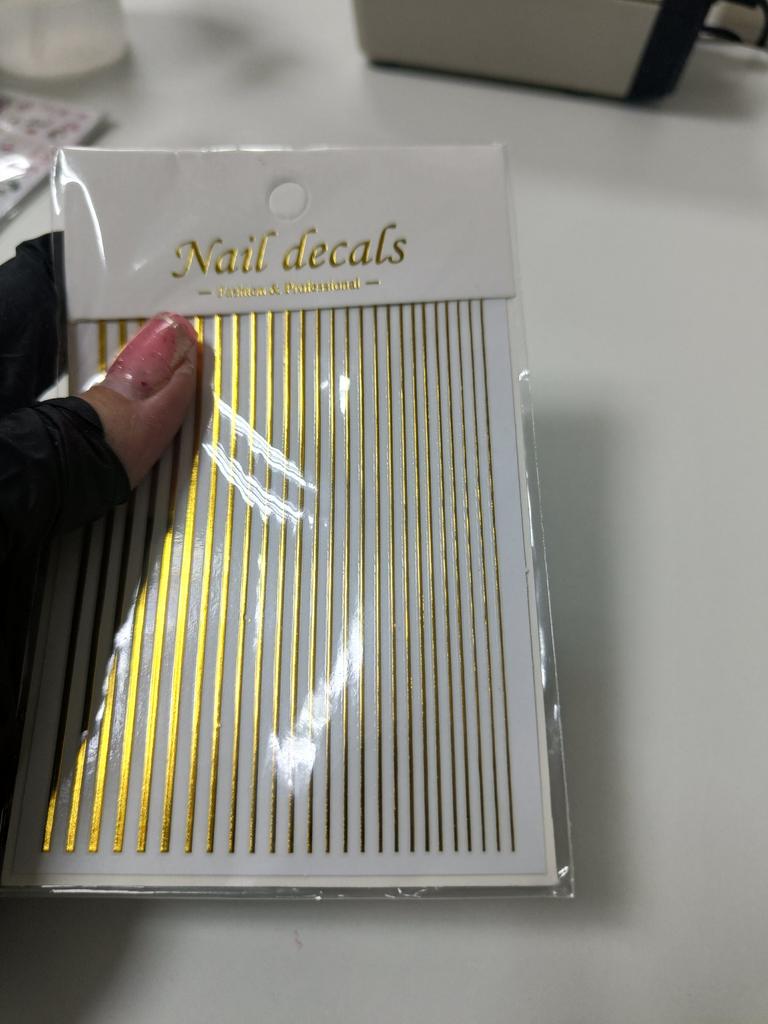 Nail decals
— Fashion & Professional —